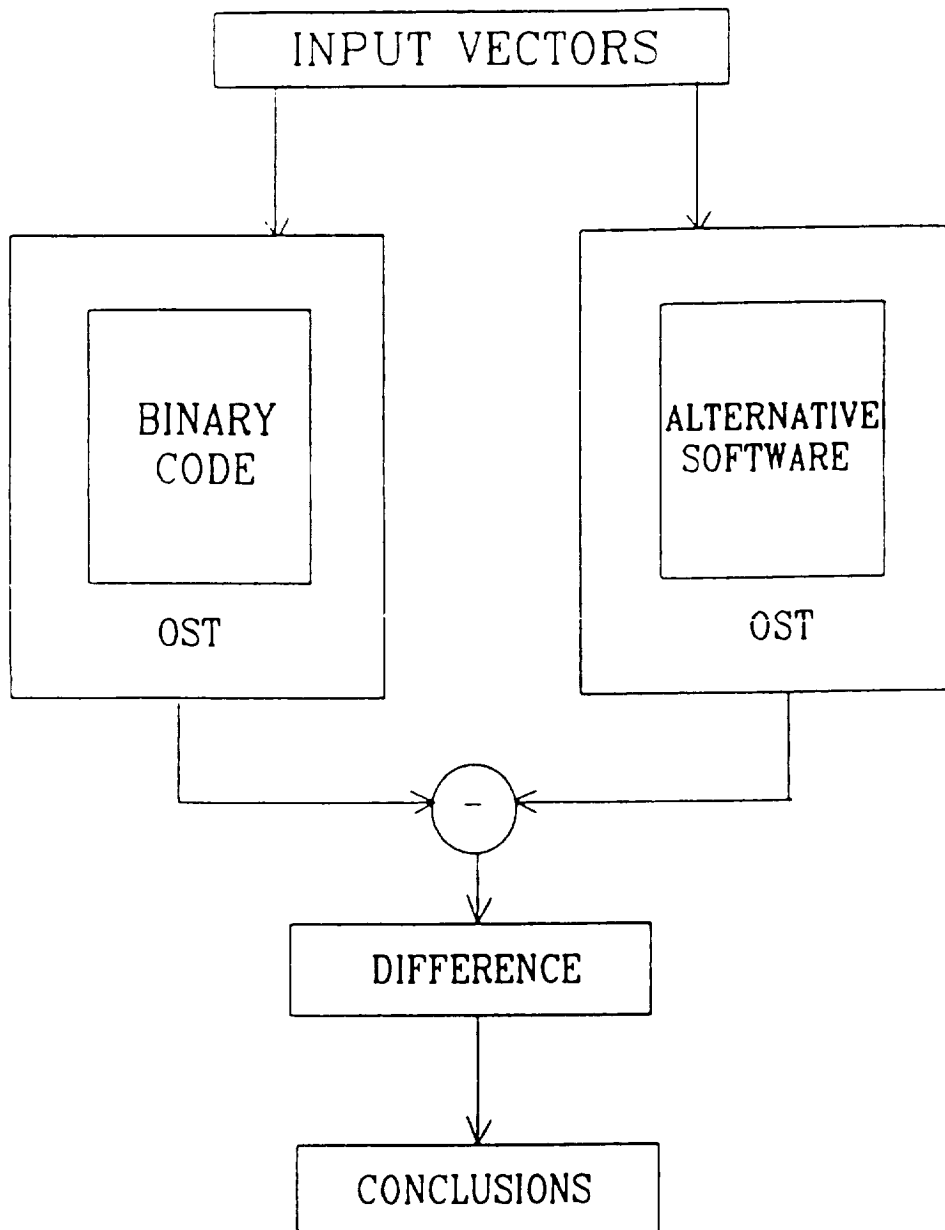 INPUT VECTORS
BINARY
CODE
OST
ALTERNATIVE
SOFTWARE
OST
-
DIFFERENCE
CONCLUSIONS